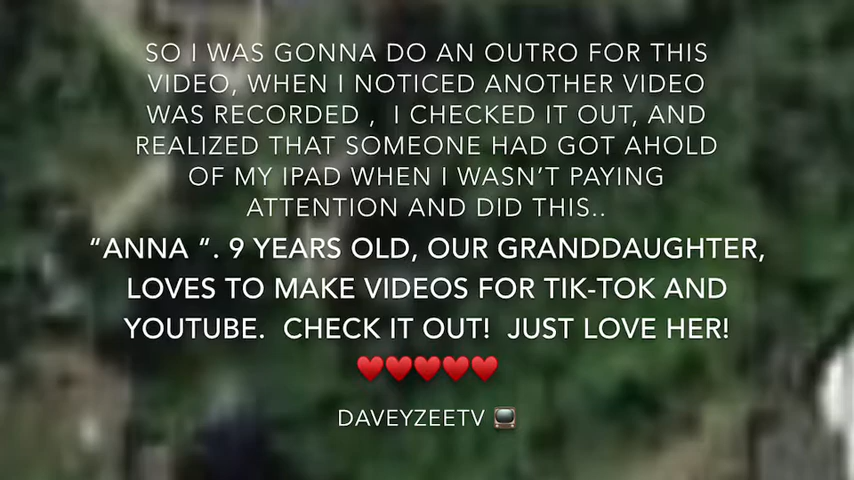 SO I WAS GONNA DO AN OUTRO FOR THIS
VIDEO, WHEN I NOTICED ANOTHER VIDEO
WAS RECORDED , I CHECKED IT OUT, AND
REALIZED THAT SOMEONE HAD GOT AHOLD
OF MY IPAD WHEN I WASN’T PAYING
ATTENTION AND DID THIS..
“ANNA “. 9 YEARS OLD, OUR GRANDDAUGHTER,
LOVES TO MAKE VIDEOS FOR TIK-TOK AND
YOUTUBE. CHECK IT OUT! JUST LOVE HER!
♥️♥️♥️♥️♥️
DAVEYZEETV 📺